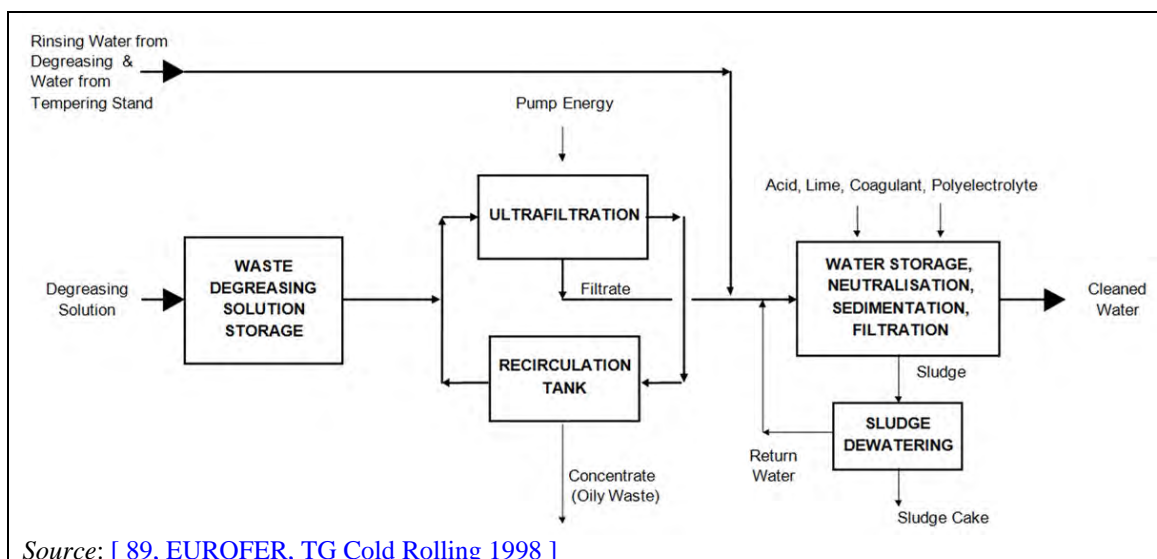 Rinsing Water from
Degreasing &
Water from
Tempering Stand
Pump Energy
Acid, Lime, Coagulant, Polyelectrolyte
ULTRAFILTRATION
WASTE
DEGREASING
SOLUTION
STORAGE
Degreasing
Solution
Filtrate
WATER STORAGE,
NEUTRALISATION,
SEDIMENTATION,
FILTRATION
Cleaned
Water
RECIRCULATION
TANK
Sludge
SLUDGE
DEWATERING
Return
Water
Concentrate
(Oily Waste)
Sludge Cake
Source: [ 89, EUROFER, TG Cold Rolling 1998 ]